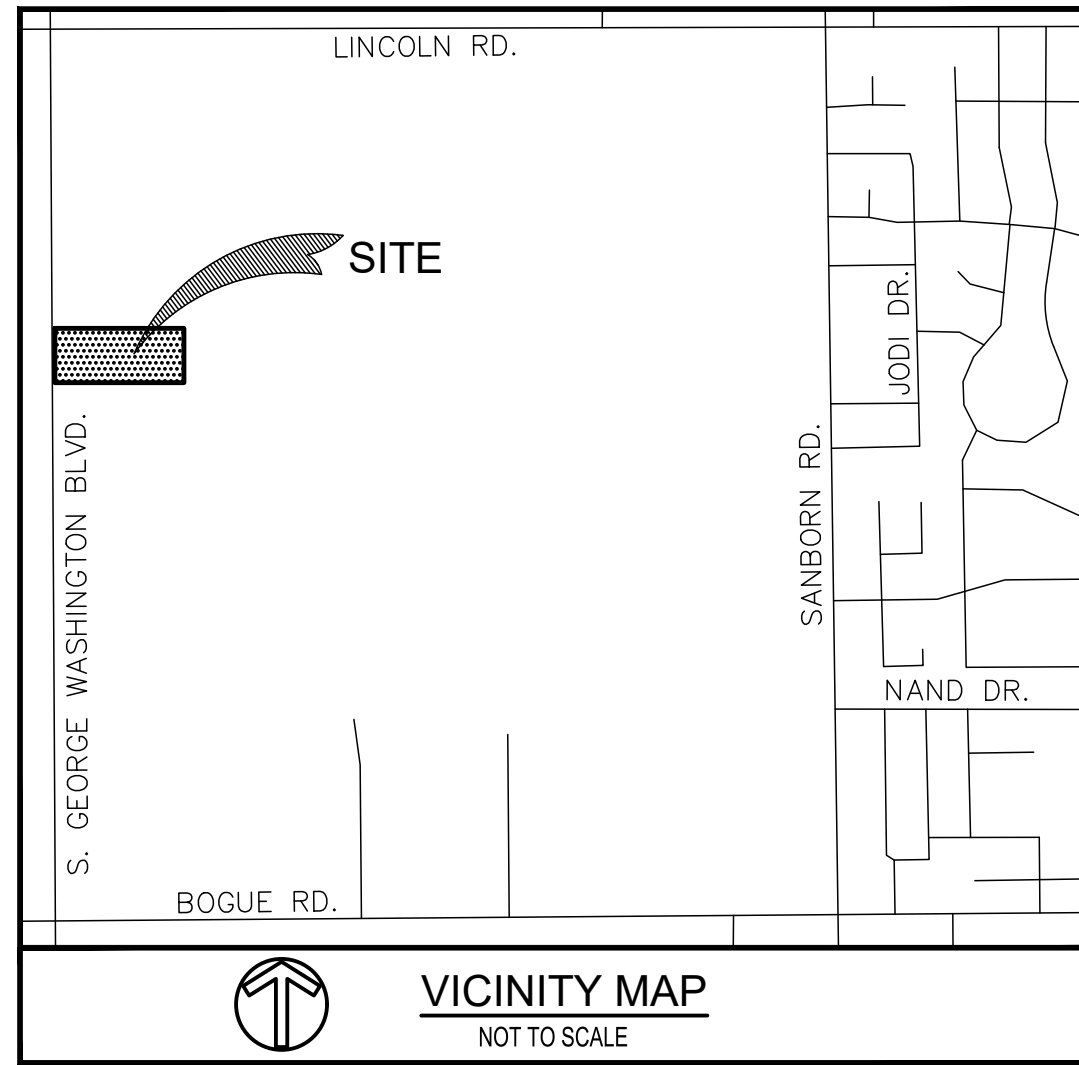 LINCOLN RD.
SITE
JODI DR.
S. GEORGE WASHINGTON BLVD.
SANBORN RD.
NAND DR.
BOGUE RD.
VICINITY MAP
NOT TO SCALE